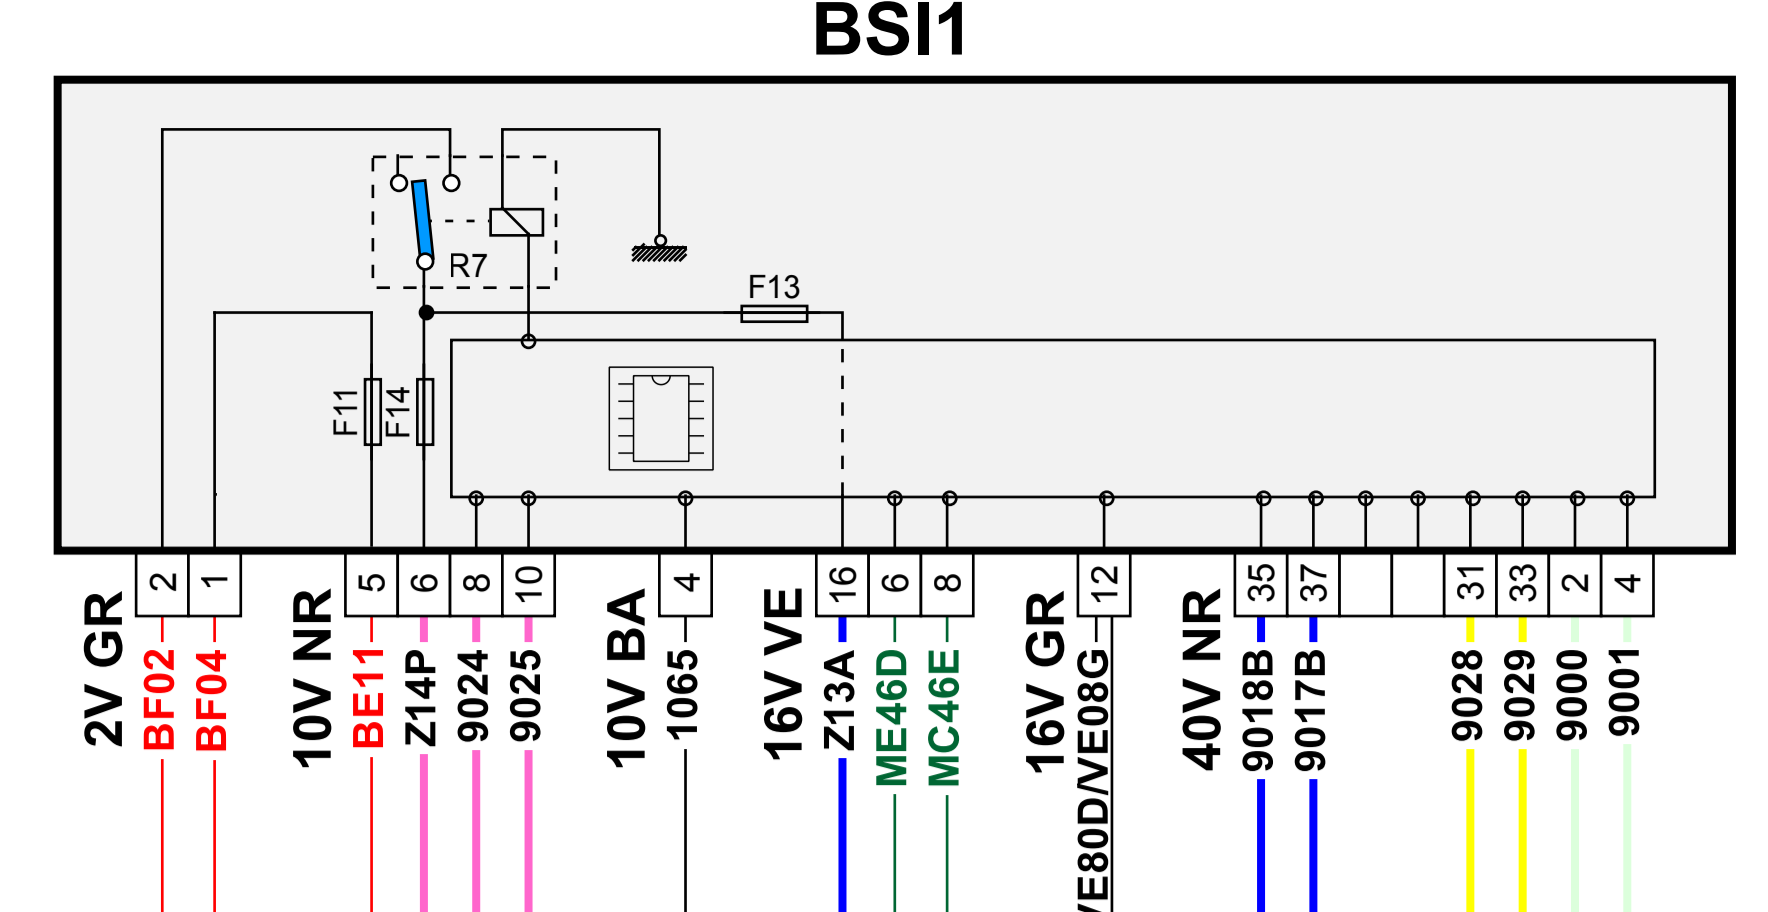 BSI1
R7
F13
F11
F14
2V GR
2
1
10V NR
5
6
8
10
10V BA
4
16V VE
16
6
8
16V GR
12
40V NR
35
37
31
33
2
4
BF02
BF04
BE11
Z14P
9024
9025
1065
Z13A
ME46D
MC46E
VE80D/VE08G
9018B
9017B
9028
9029
9000
9001